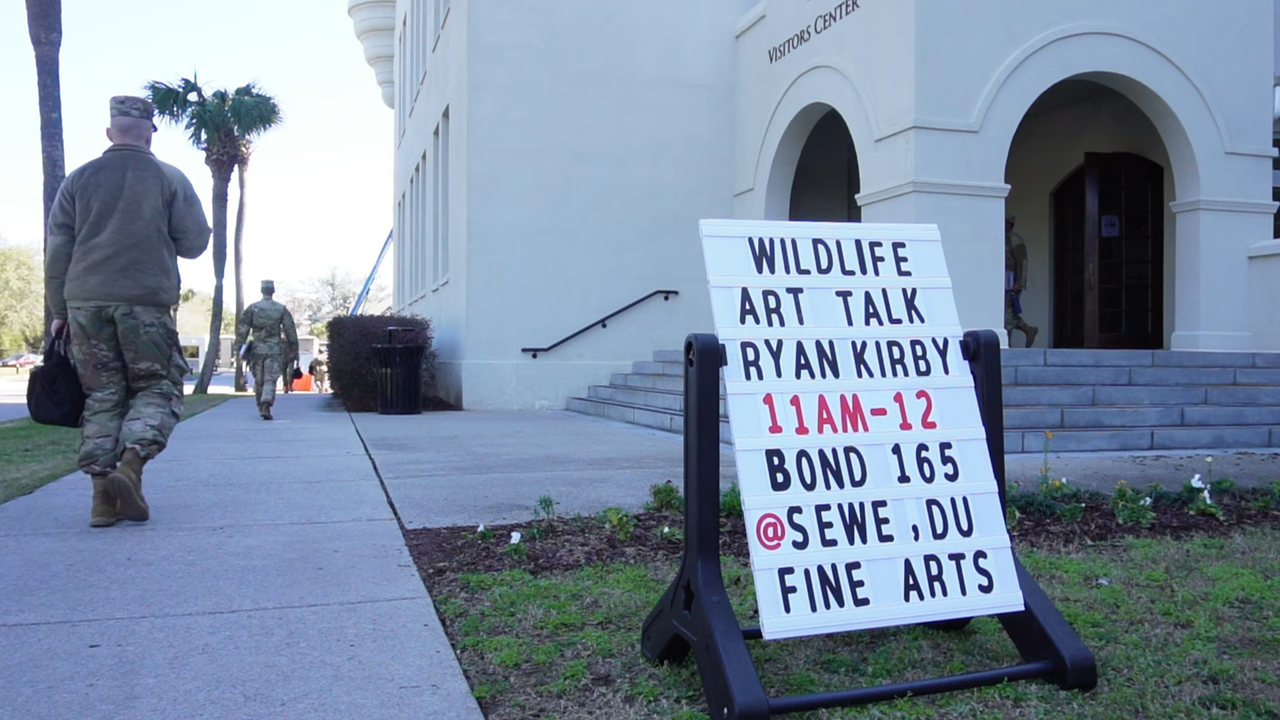 VISITORS CENTER
WILDLIFE
ART TALK
RYAN KIRBY
11AM-12
BOND 165
@SEWE,DU
FINE ARTS